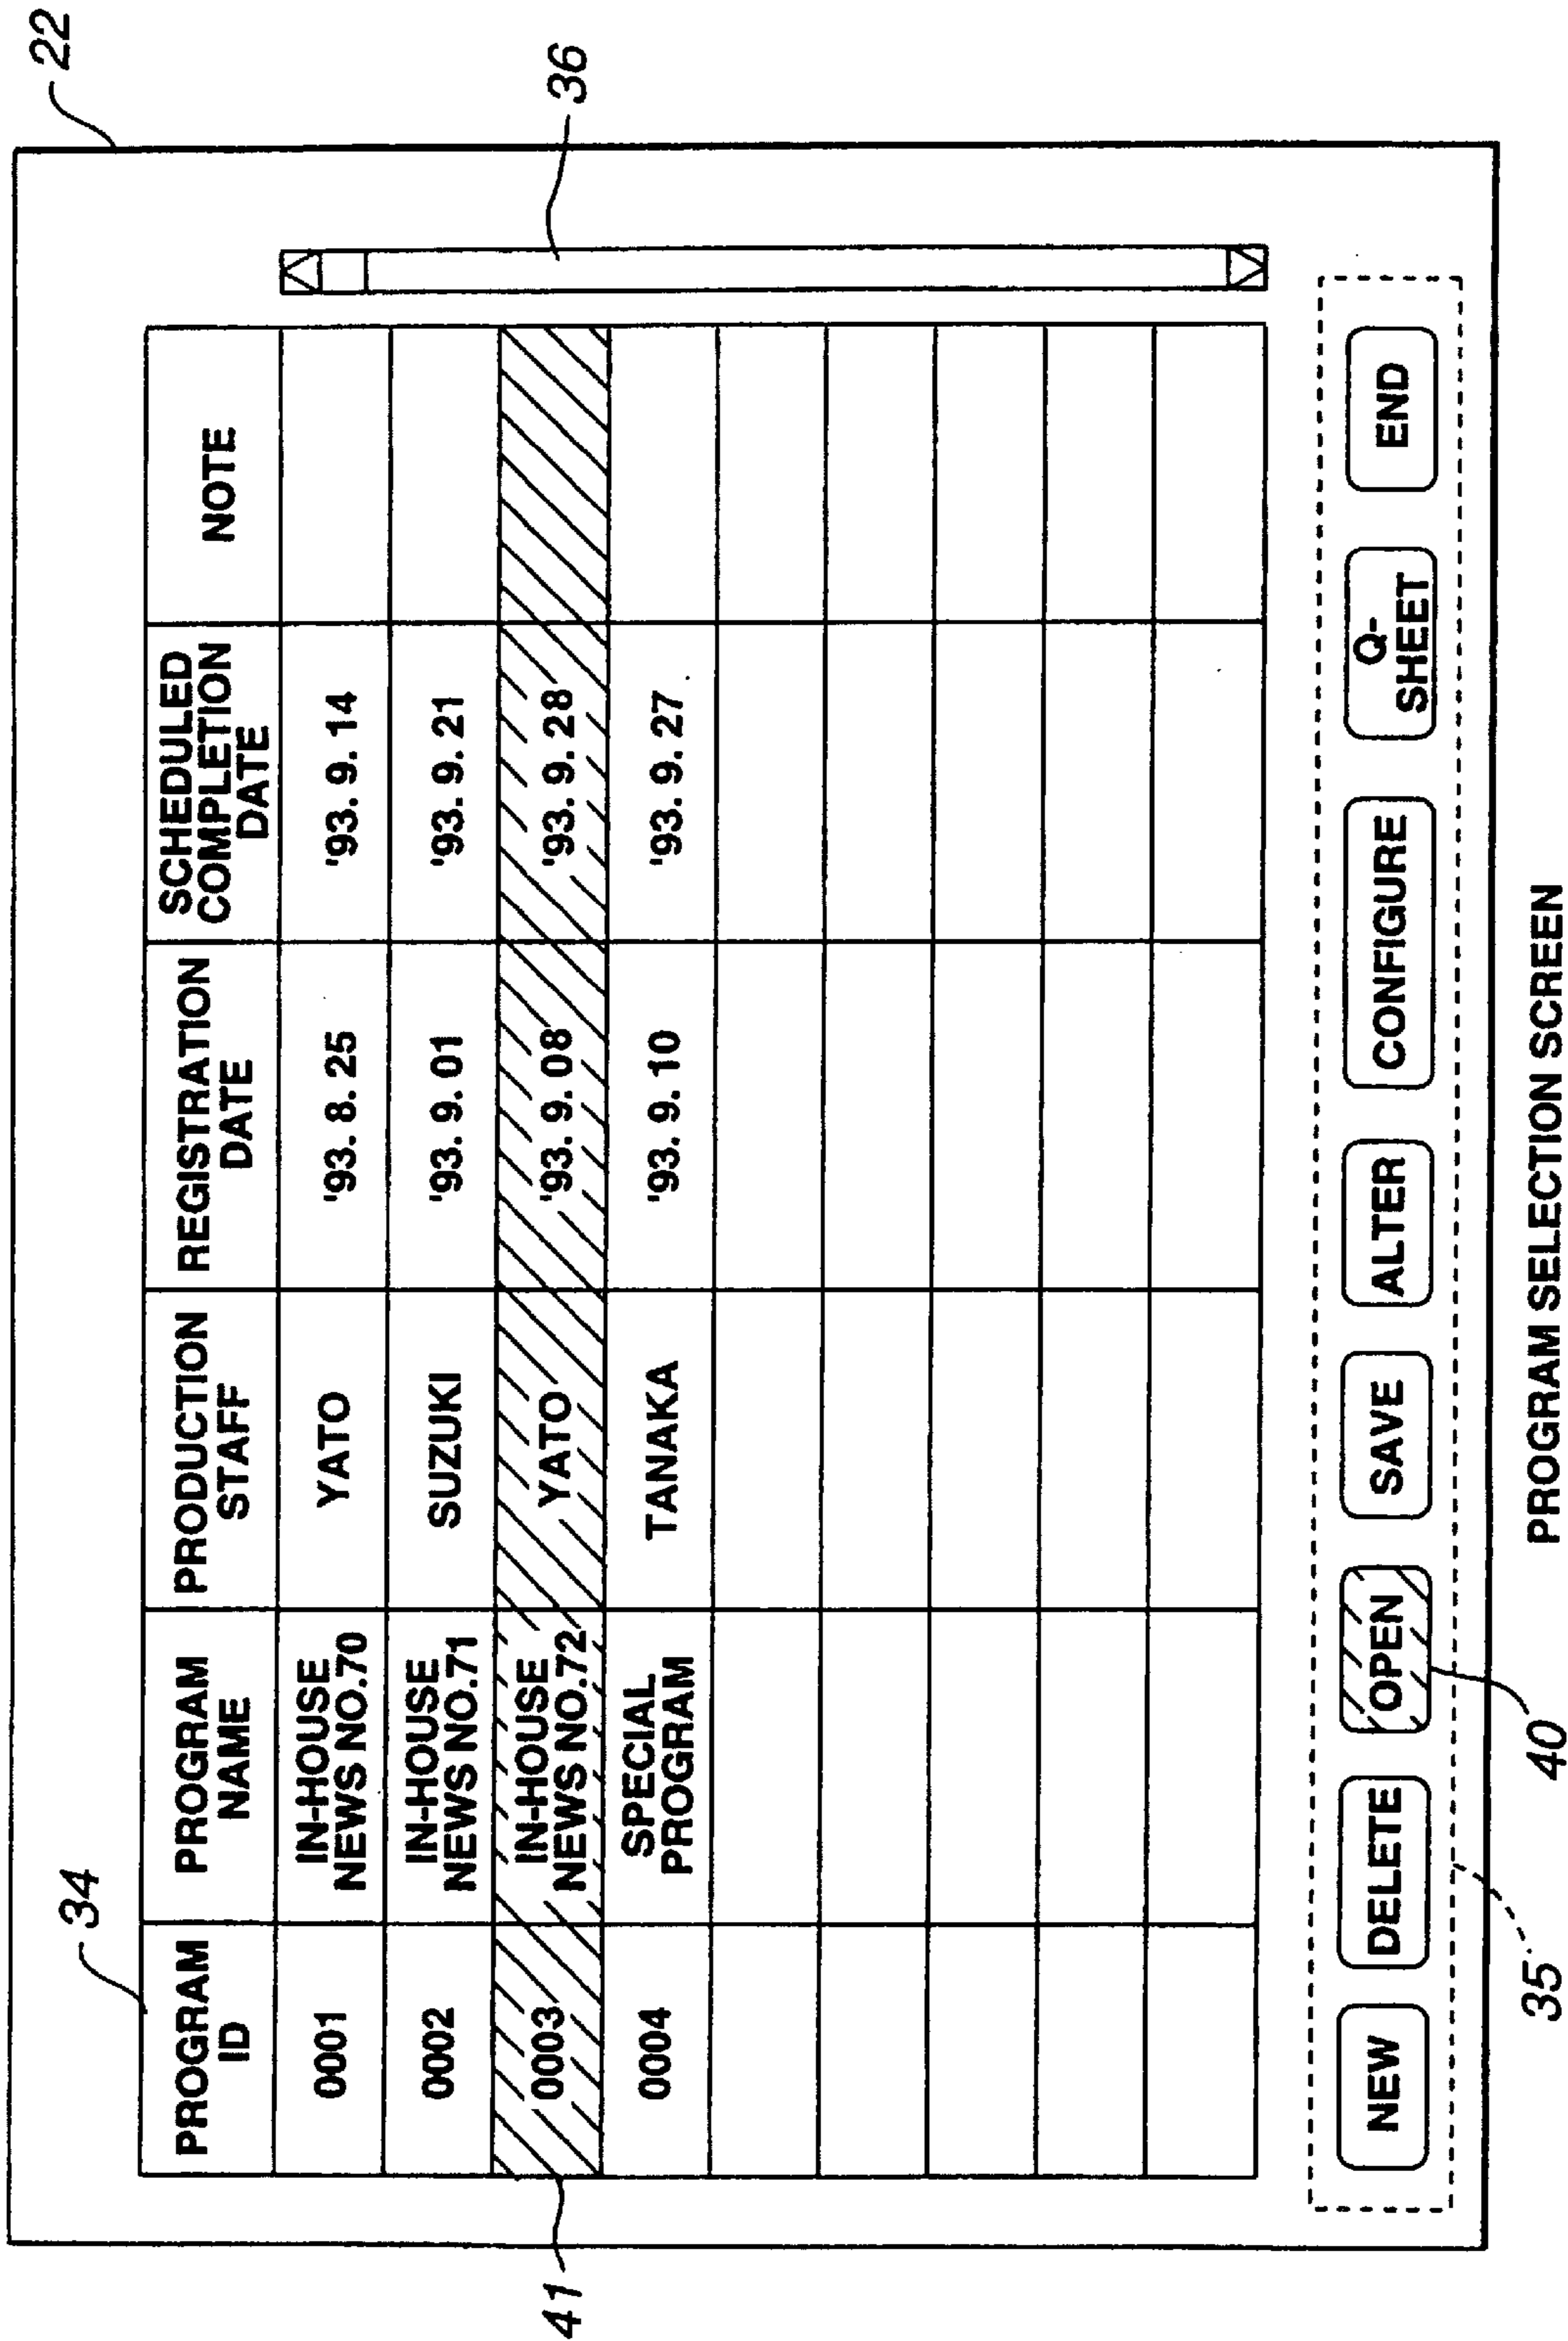 22
36
34
PROGRAM
ID
PROGRAM
NAME
PRODUCTION
STAFF
REGISTRATION
DATE
SCHEDULED
COMPLETION
DATE
NOTE
0001
IN-HOUSE
NEWS NO.70
YATO
'93. 8. 25
'93. 9. 14
0002
IN-HOUSE
NEWS NO.71
SUZUKI
'93. 9. 01
'93. 9. 21
41
0003
IN-HOUSE
NEWS NO.72
YATO
'93. 9. 08
'93. 9. 28
0004
SPECIAL
PROGRAM
TANAKA
'93. 9. 10
'93. 9. 27
NEW
DELETE
OPEN
SAVE
ALTER
CONFIGURE
Q-
SHEET
END
35
40
PROGRAM SELECTION SCREEN